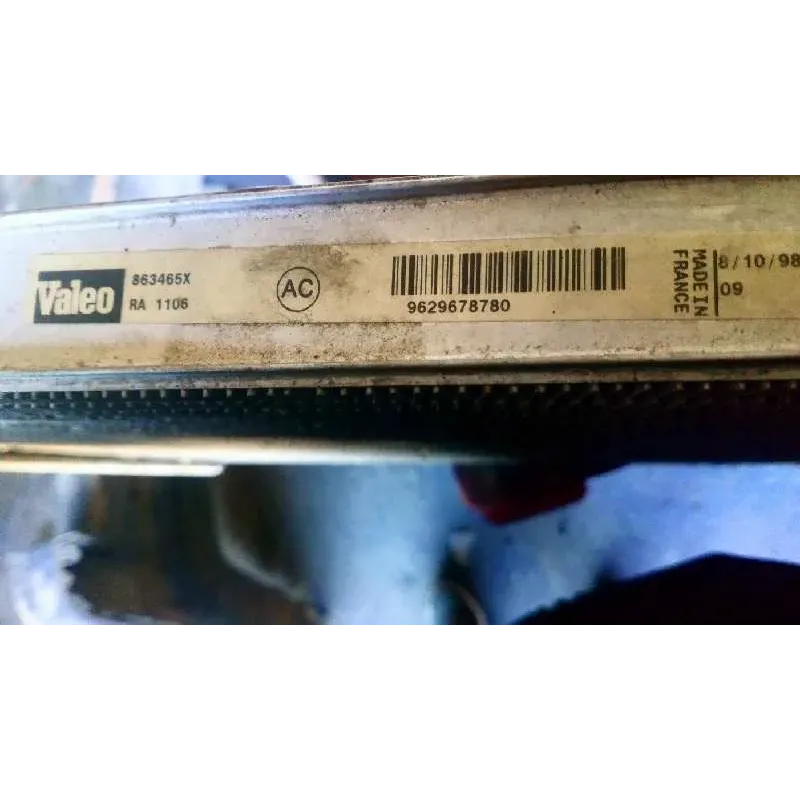 Valeo
863465X
RA 1106
AC
9629678780
MADE IN
FRANCE
8/10/98
09